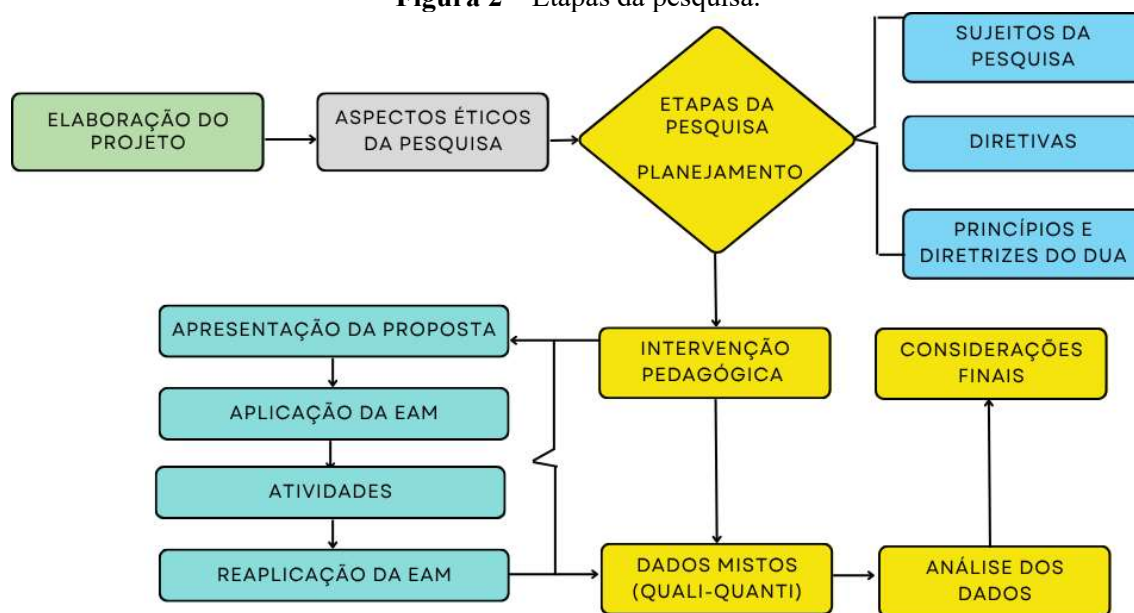 Figura 2 – Etapas da pesquisa.
ELABORAÇÃO DO
PROJETO
ASPECTOS ÉTICOS
DA PESQUISA
ETAPAS DA
PESQUISA
PLANEJAMENTO
SUJEITOS DA
PESQUISA
DIRETIVAS
PRINCÍPIOS E
DIRETRIZES DO DUA
APRESENTAÇÃO DA PROPOSTA
APLICAÇÃO DA EAM
ATIVIDADES
REAPLICAÇÃO DA EAM
INTERVENÇÃO
PEDAGÓGICA
DADOS MISTOS
(QUALI-QUANTI)
ANÁLISE DOS
DADOS
CONSIDERAÇÕES
FINAIS